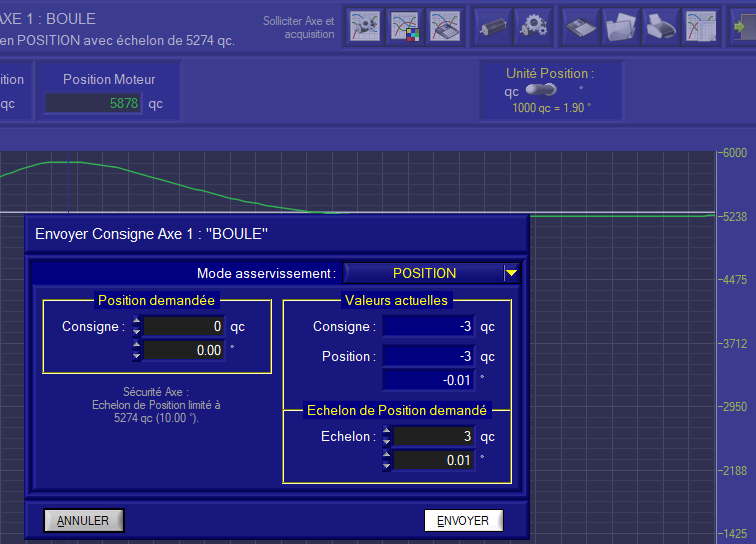 AXE 1 : BOULE
en POSITION avec échelon de 5274 qc.
Solliciter Axe et
acquisition
ition
qc
Position Moteur
5878 qc
Unité Position :
qc °
1000 qc = 1.90 °
6000
5238
4475
3712
2950
2188
1425
Envoyer Consigne Axe 1 : "BOULE"
Mode asservissement : POSITION
Position demandée
Consigne : 0 qc
0.00 °
Sécurité Axe :
Echelon de Position limité à
5274 qc (10.00 °).
Valeurs actuelles
Consigne : -3 qc
Position : -3 qc
-0.01 °
Echelon de Position demandé
Echelon : 3 qc
0.01 °
ANNULER
ENVOYER